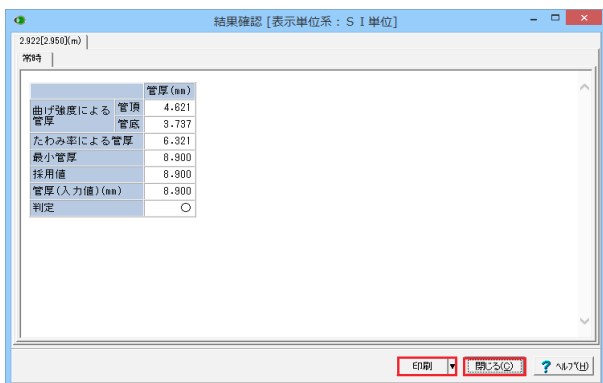 結果確認 [表示単位系：ＳＩ単位]
2.922[2.950](m)
常時
管厚(mm)
曲げ強度による管厚 管頂 4.621
管底 3.737
たわみ率による管厚 6.321
最小管厚 8.900
採用値 8.900
管厚(入力値)(mm) 8.900
判定 ○
印刷 ▼ 閉じる(C) ? ﾍﾙﾌﾟ(H)